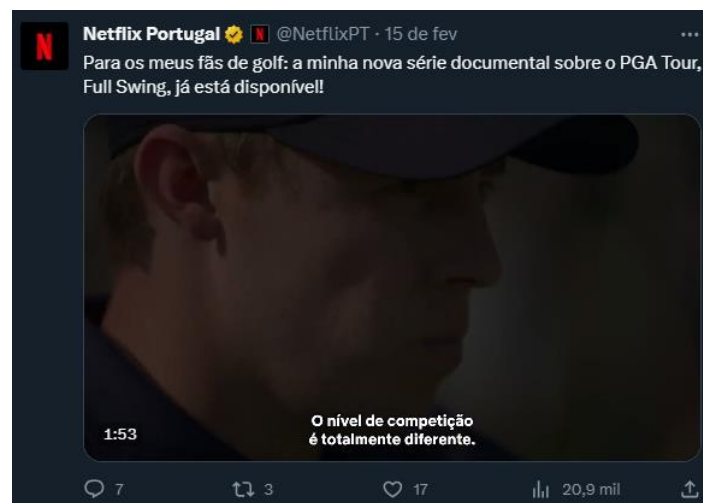 N
Netflix Portugal N @NetflixPT · 15 de fev
Para os meus fãs de golf: a minha nova série documental sobre o PGA Tour,
Full Swing, já está disponível!
O nível de competição
é totalmente diferente.
1:53
7 3 17 20,9 mil